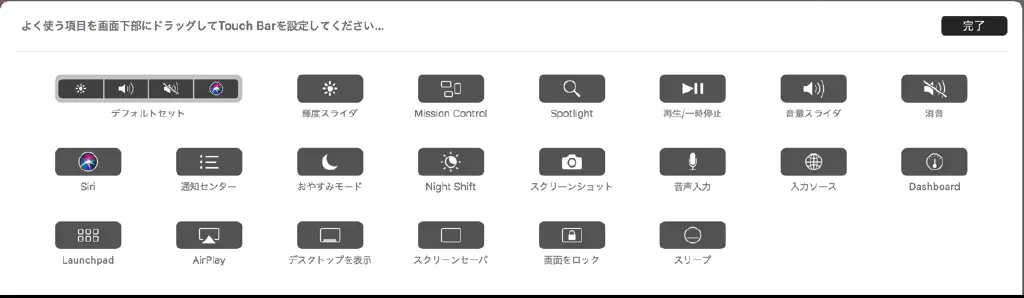 よく使う項目を画面下部にドラッグしてTouch Barを設定してください...
完了
デフォルトセット
輝度スライダ
Mission Control
Spotlight
再生/一時停止
音量スライダ
消音
Siri
通知センター
おやすみモード
Night Shift
スクリーンショット
音声入力
入力ソース
Dashboard
Launchpad
AirPlay
デスクトップを表示
スクリーンセーバ
画面をロック
スリープ